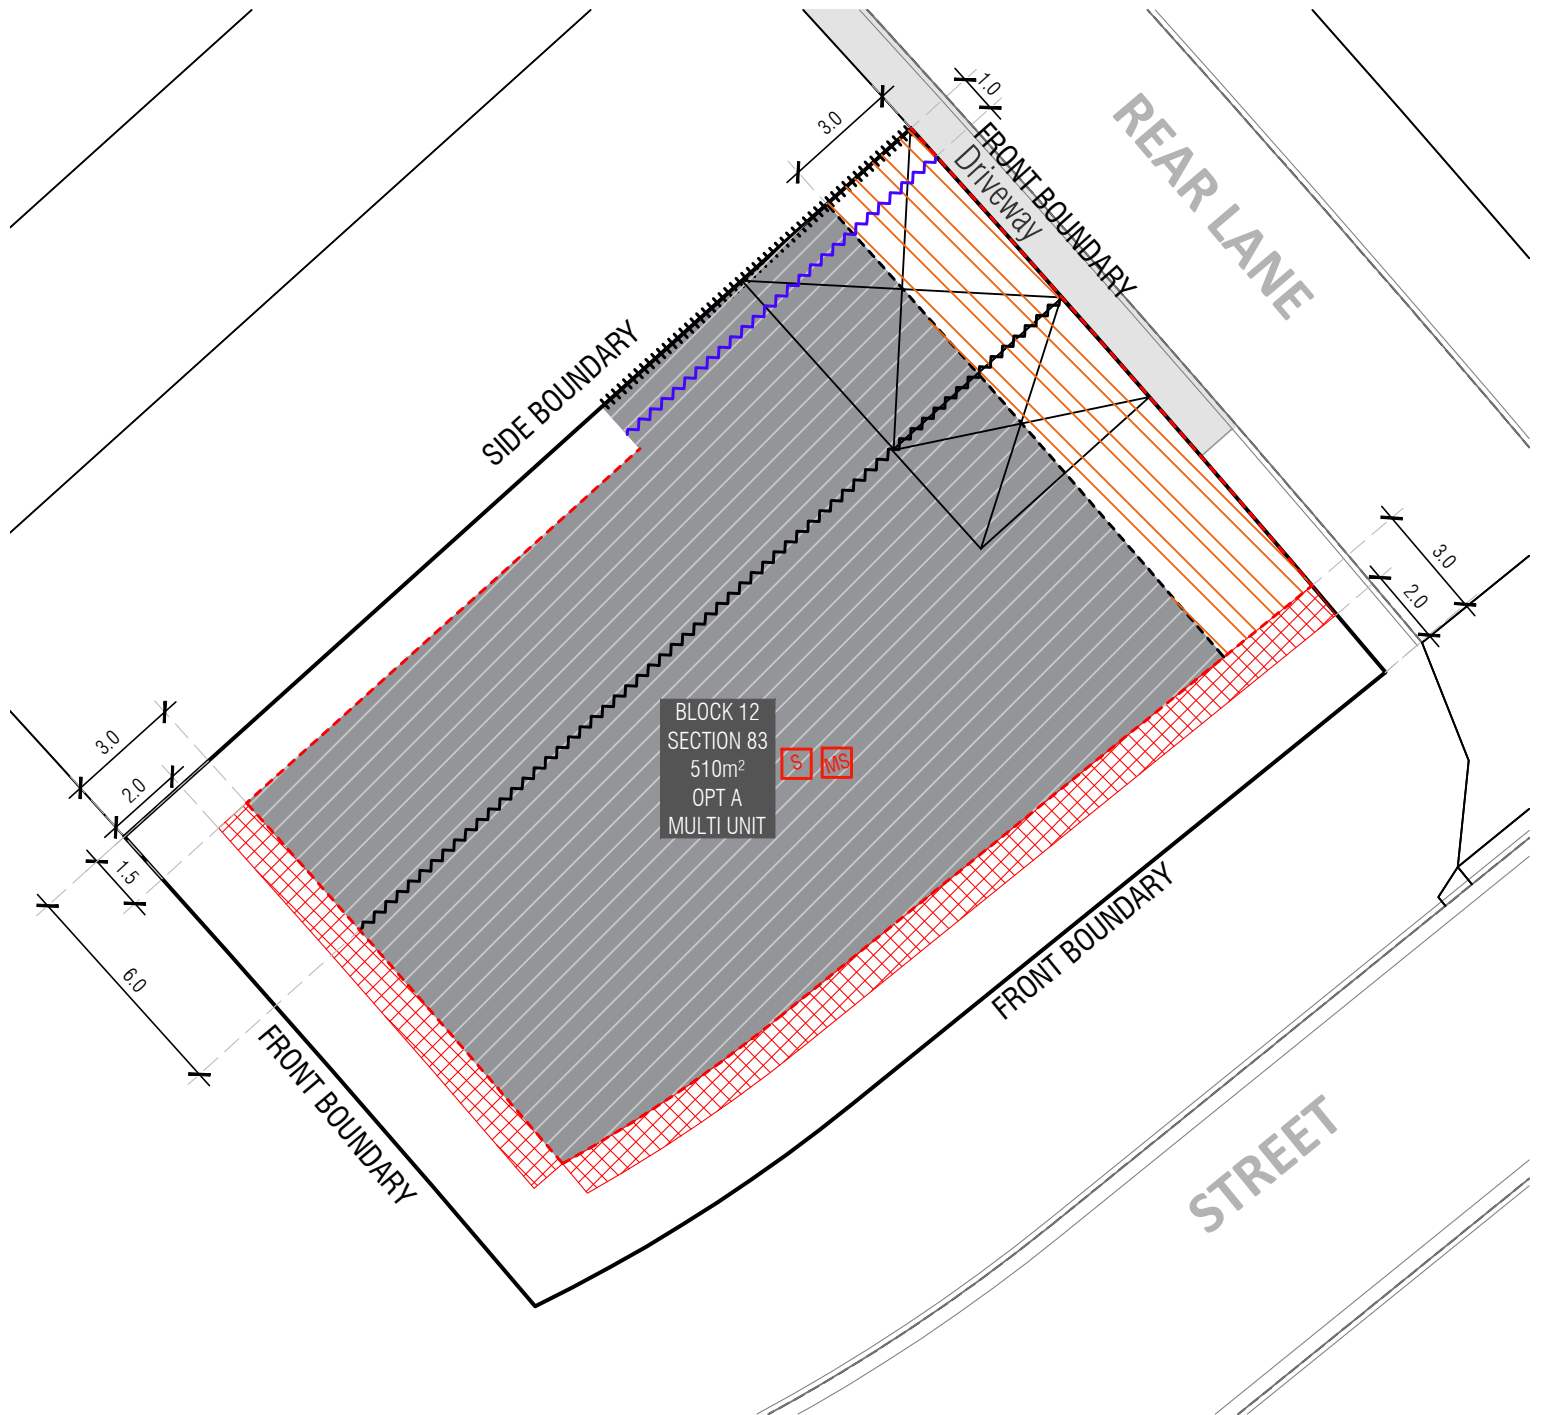 1.0
3.0
REAR LANE
FRONT BOUNDARY
Driveway
SIDE BOUNDARY
3.0
2.0
3.0
2.0
1.5
6.0
BLOCK 12
SECTION 83
510m²
OPT A
MULTI UNIT
S
MS
FRONT BOUNDARY
FRONT BOUNDARY
STREET